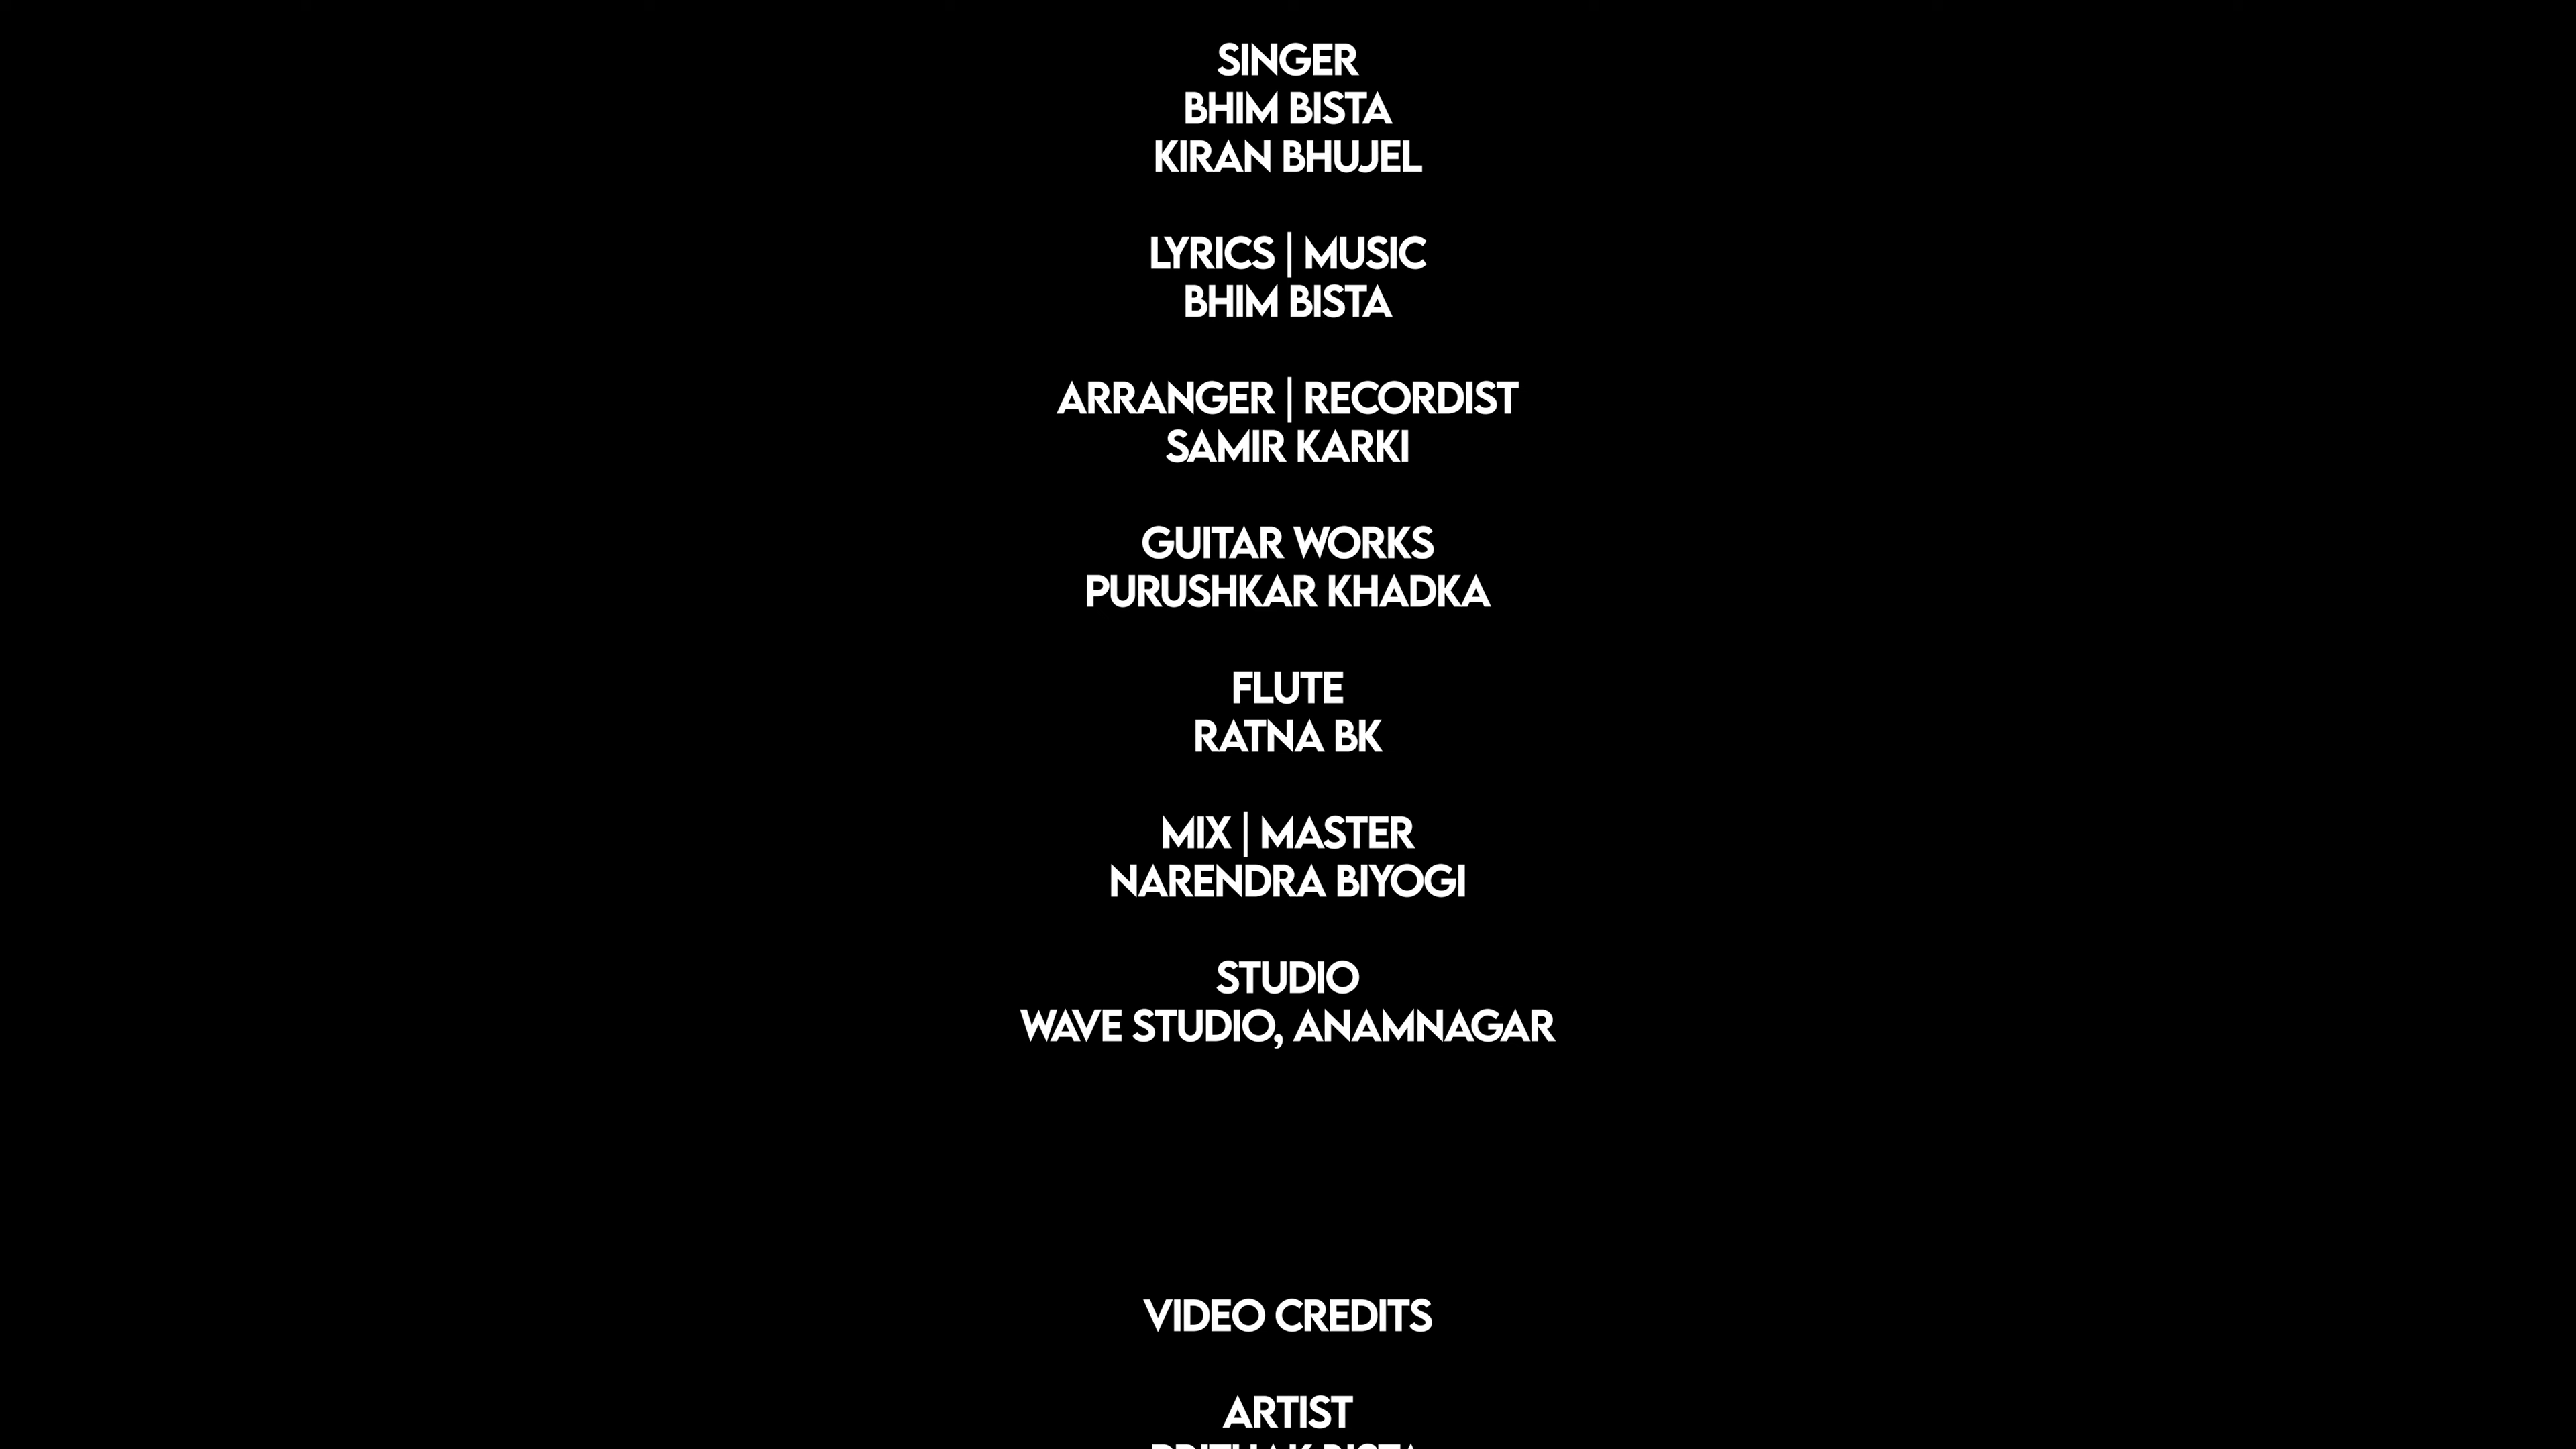 SINGER
BHIM BISTA
KIRAN BHUJEL
LYRICS | MUSIC
BHIM BISTA
ARRANGER | RECORDIST
SAMIR KARKI
GUITAR WORKS
PURUSHKAR KHADKA
FLUTE
RATNA BK
MIX | MASTER
NARENDRA BIYOGI
STUDIO
WAVE STUDIO, ANAMNAGAR
VIDEO CREDITS
ARTIST